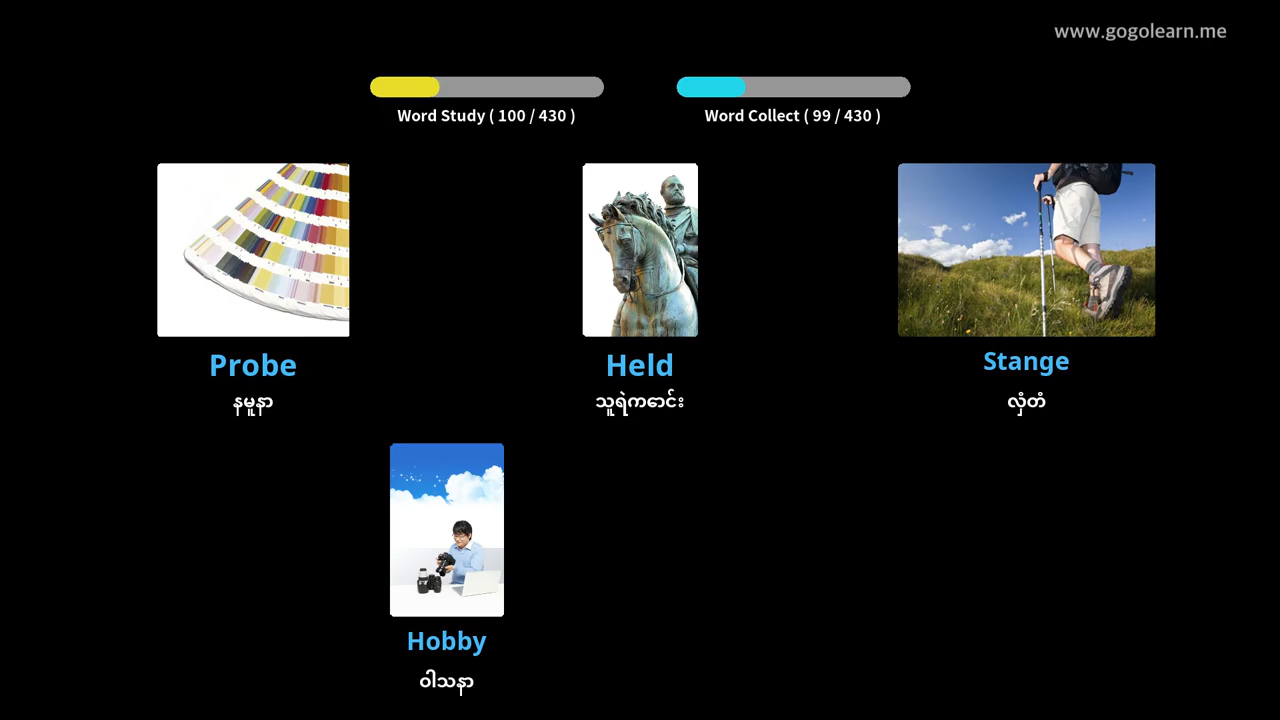 www.gogolearn.me
Word Study ( 100 / 430 )
Word Collect ( 99 / 430 )
Probe
Held
Stange
နမူနာ
သူရဲကောင်း
လှံတံ
Hobby
ဝါသနာ